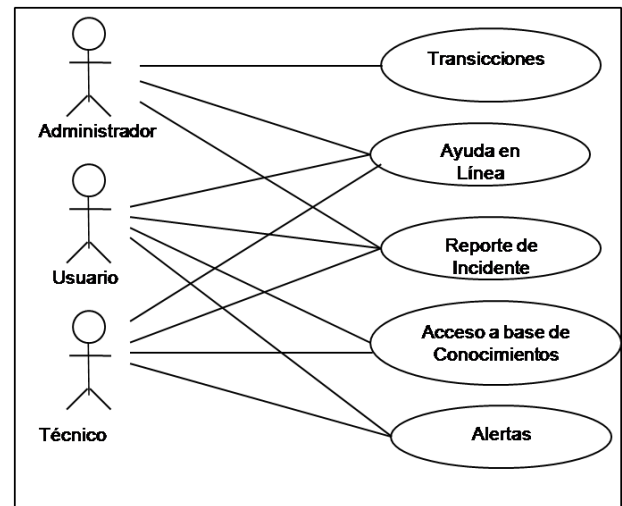 Transicciones
Administrador
Ayuda en
Línea
Usuario
Reporte de
Incidente
Acceso a base de
Conocimientos
Técnico
Alertas